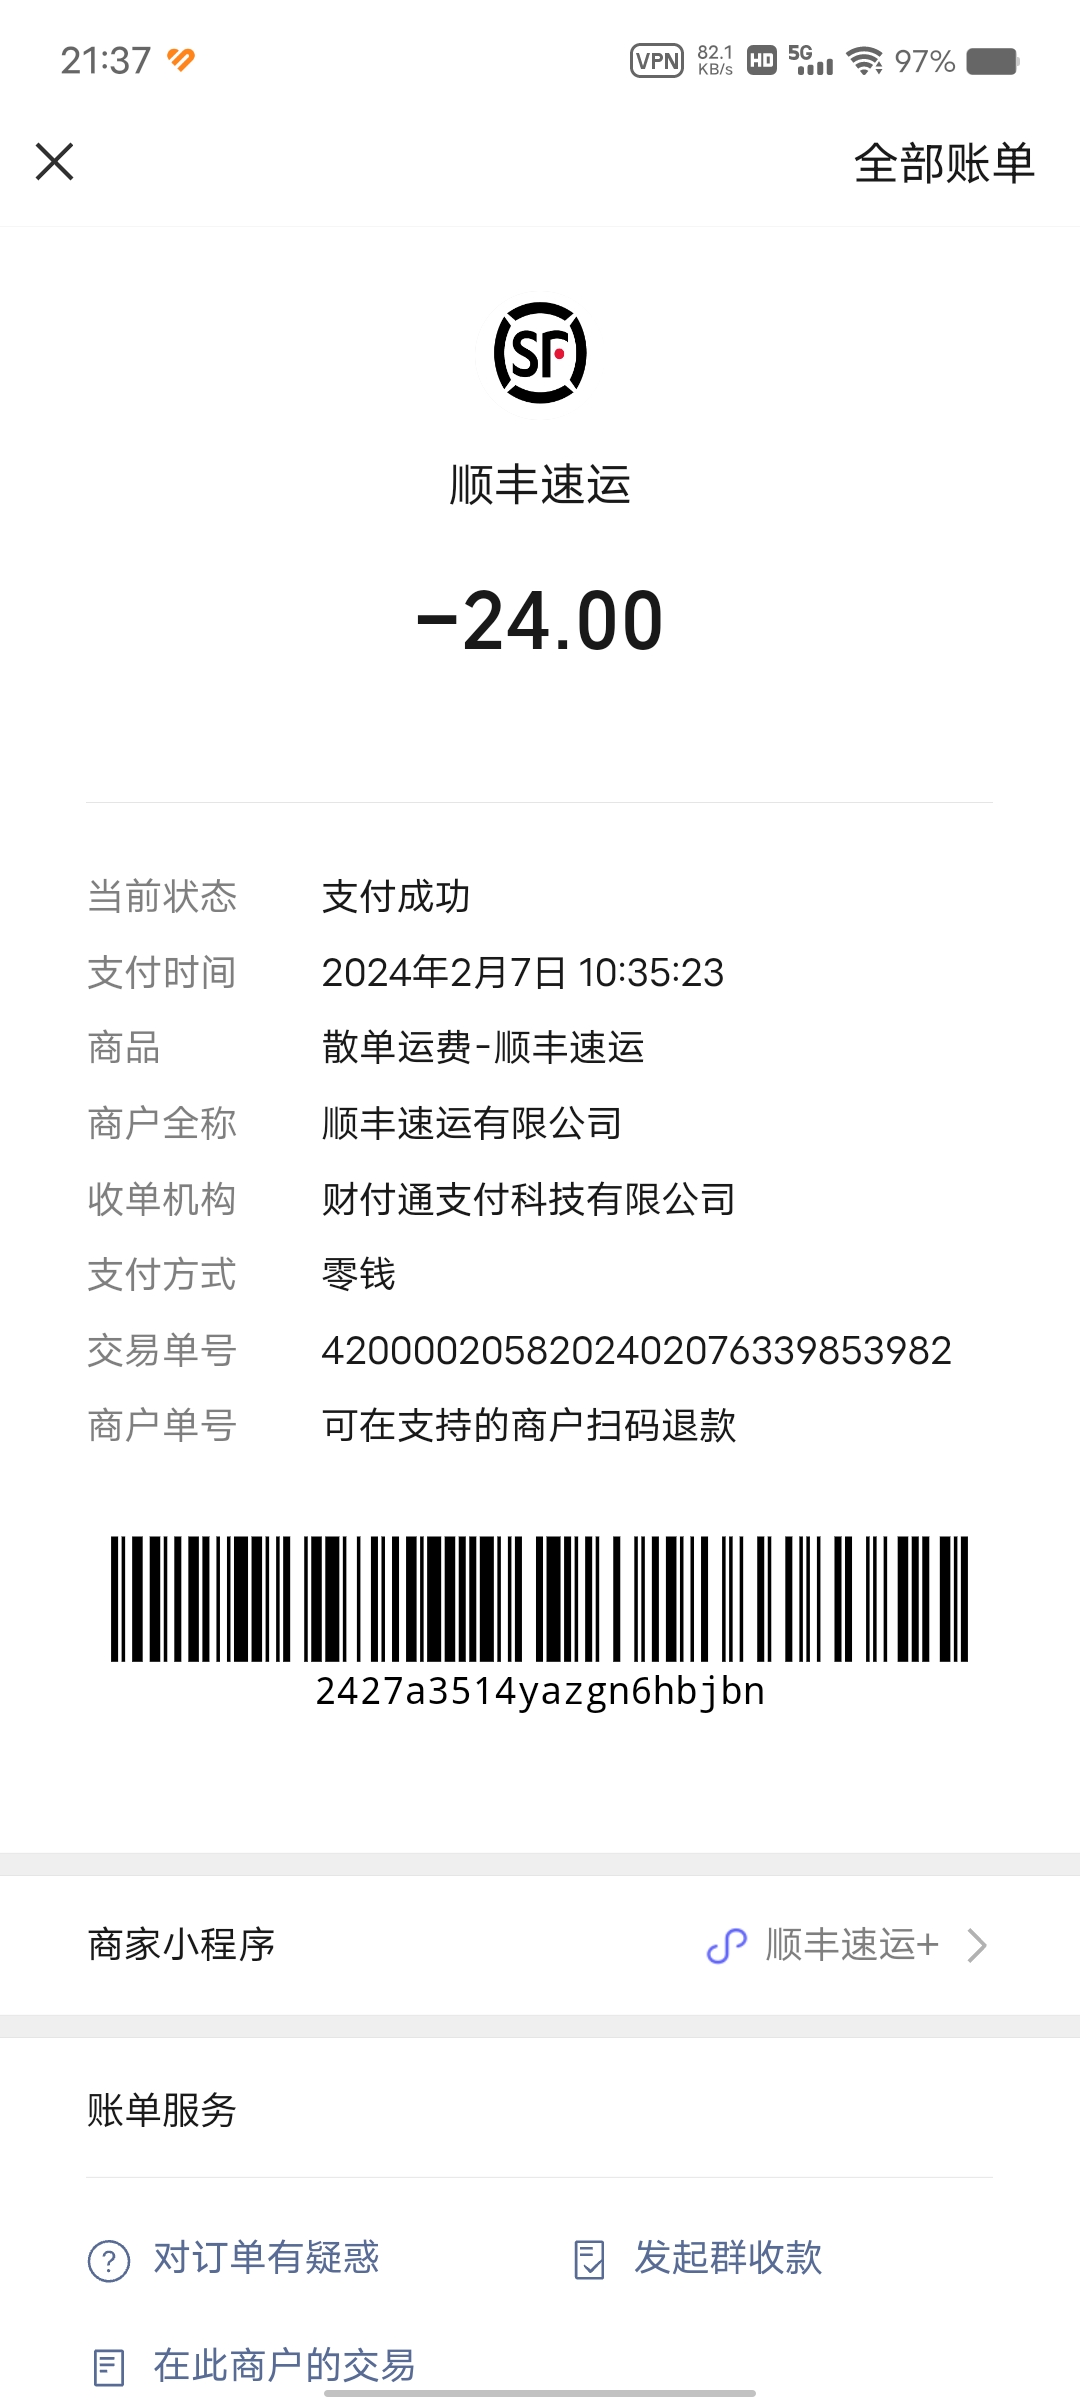 21:37 VPN 82.1 KB/s HD 5G 97%
全部账单
SF
顺丰速运
-24.00
当前状态 支付成功
支付时间 2024年2月7日 10:35:23
商品 散单运费-顺丰速运
商户全称 顺丰速运有限公司
收单机构 财付通支付科技有限公司
支付方式 零钱
交易单号 4200002058202402076339853982
商户单号 可在支持的商户扫码退款
2427a3514yazgn6hbjbn
商家小程序 顺丰速运+
账单服务
对订单有疑惑 发起群收款
在此商户的交易